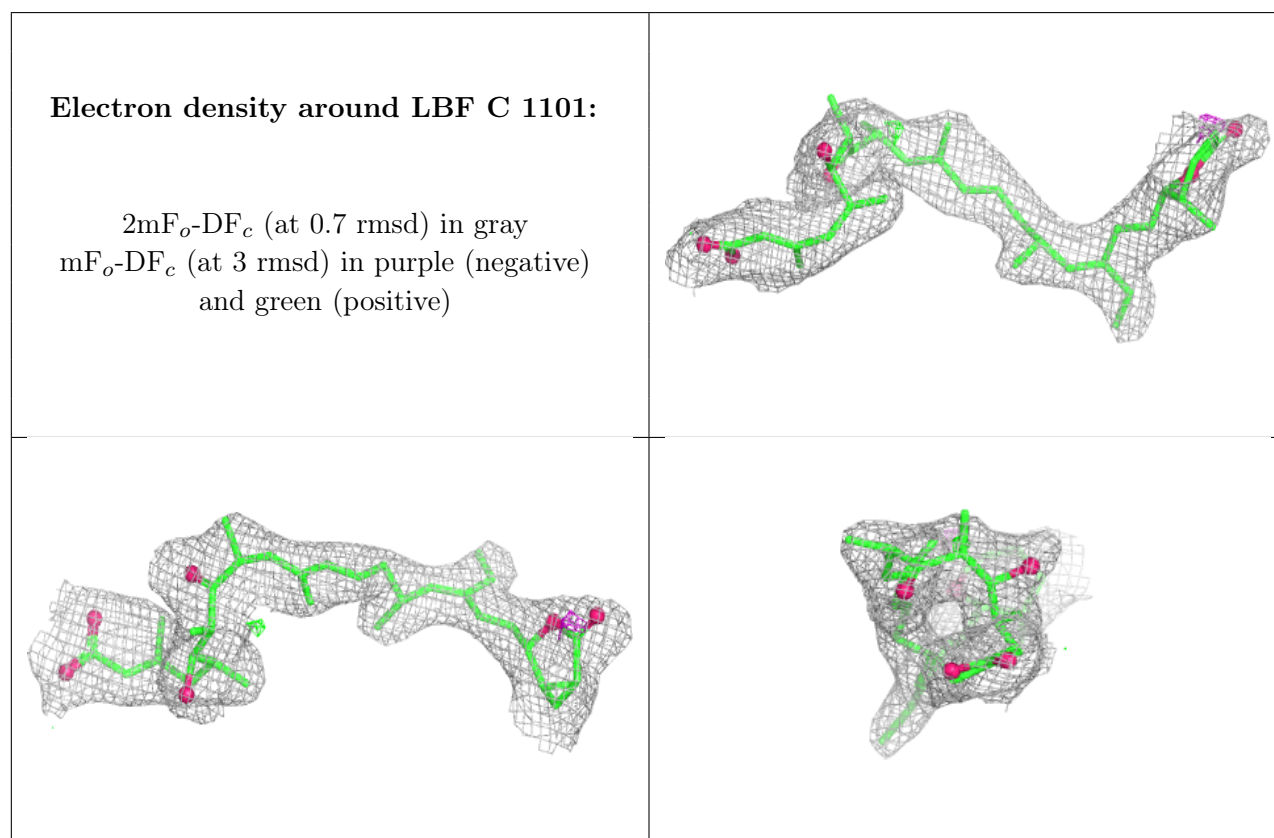 Electron density around LBF C 1101:
2mFₒ-DF𝒸 (at 0.7 rmsd) in gray
mFₒ-DF𝒸 (at 3 rmsd) in purple (negative)
and green (positive)